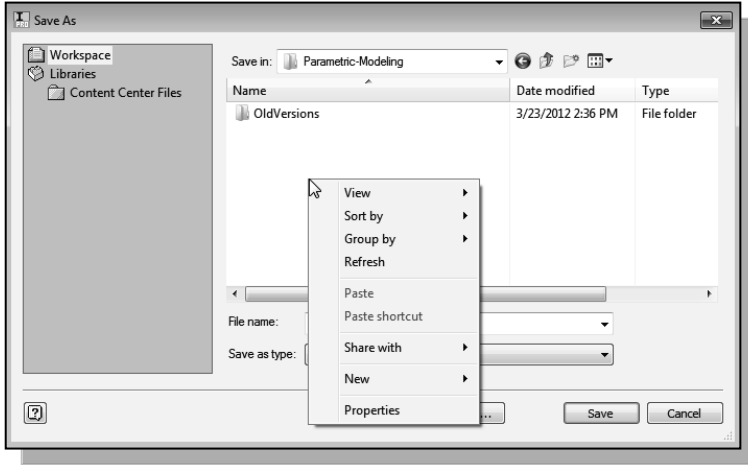 Save As
Workspace
Libraries
Content Center Files
Save in: Parametric-Modeling
Name Date modified Type
OldVersions 3/23/2012 2:36 PM File folder
View
Sort by
Group by
Refresh
Paste
Paste shortcut
Share with
New
Properties
File name:
Save as type:
... Save Cancel